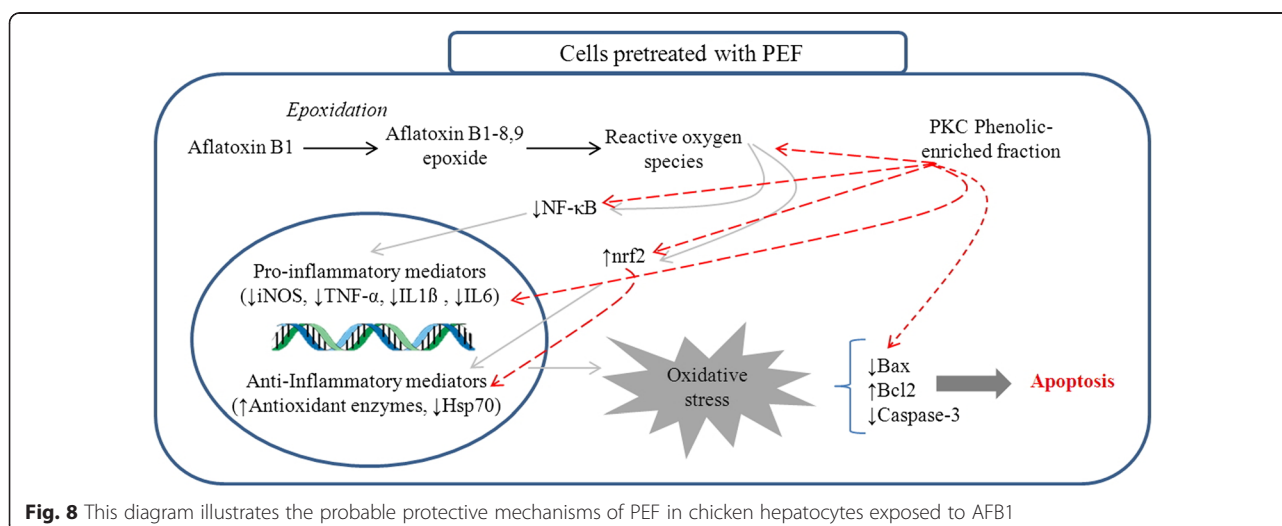 Cells pretreated with PEF
Epoxidation
Aflatoxin B1
Aflatoxin B1-8,9
epoxide
Reactive oxygen
species
PKC Phenolic-
enriched fraction
↓NF-κB
↑nrf2
Pro-inflammatory mediators
(↓iNOS, ↓TNF-α, ↓IL1ß , ↓IL6)
Anti-Inflammatory mediators
(↑Antioxidant enzymes, ↓Hsp70)
Oxidative
stress
↓Bax
↑Bcl2
↓Caspase-3
Apoptosis
Fig. 8 This diagram illustrates the probable protective mechanisms of PEF in chicken hepatocytes exposed to AFB1